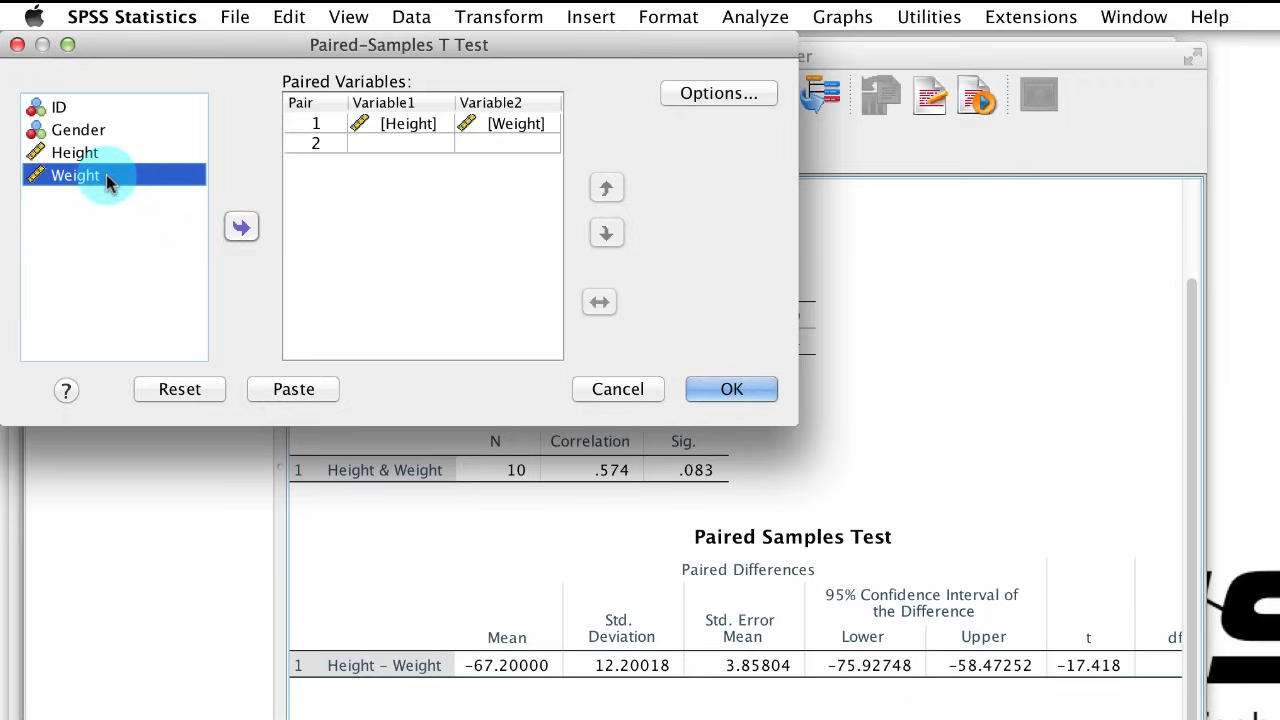 SPSS Statistics File Edit View Data Transform Insert Format Analyze Graphs Utilities Extensions Window Help
Paired-Samples T Test
Paired Variables:
Options...
ID
Gender
Height
Weight
Pair Variable1 Variable2
1 [Height] [Weight]
2
?
Reset
Paste
Cancel
OK
N Correlation Sig.
1 Height & Weight 10 .574 .083
Paired Samples Test
Paired Differences
95% Confidence Interval of
the Difference
Mean Std. Deviation Std. Error Mean Lower Upper t df
1 Height - Weight -67.20000 12.20018 3.85804 -75.92748 -58.47252 -17.418